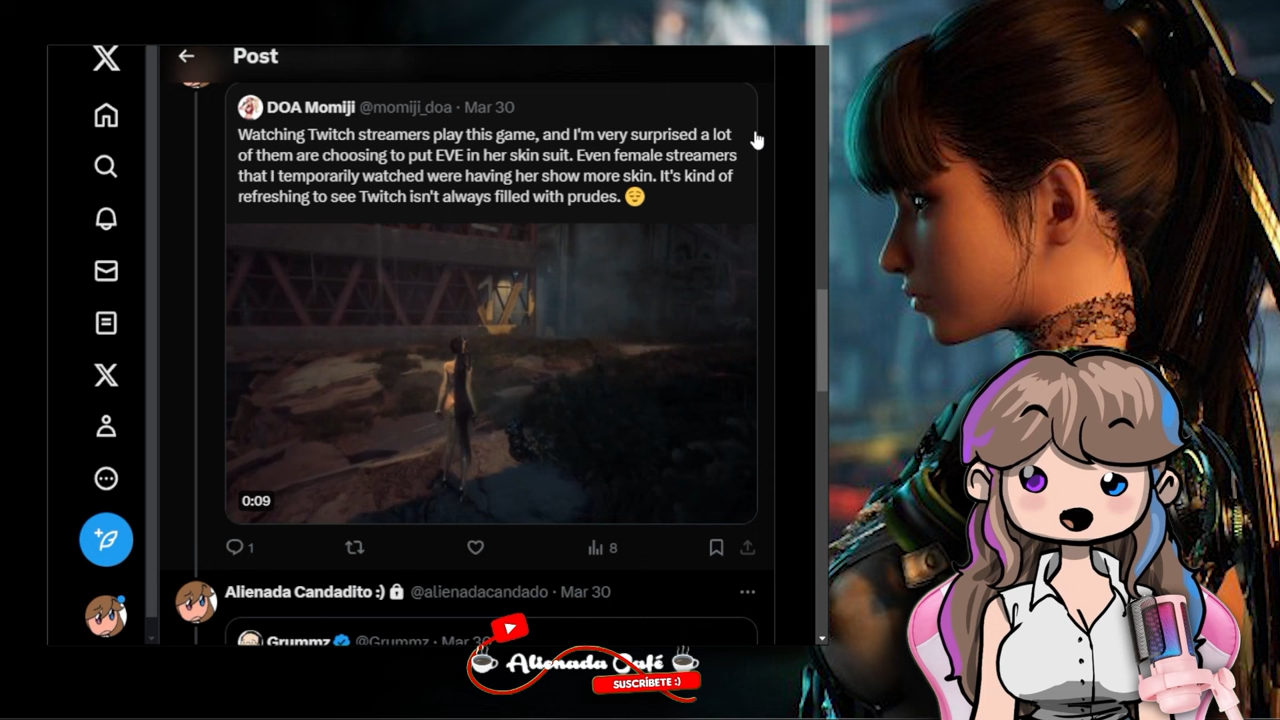 Post
DOA Momiji @momiji_doa · Mar 30
Watching Twitch streamers play this game, and I'm very surprised a lot
of them are choosing to put EVE in her skin suit. Even female streamers
that I temporarily watched were having her show more skin. It's kind of
refreshing to see Twitch isn't always filled with prudes. 😌
0:09
1
8
Alienada Candadito :) @alienadacandado · Mar 30
Grummz @Grummz · Mar 30
Alienada Café
SUSCRÍBETE :)